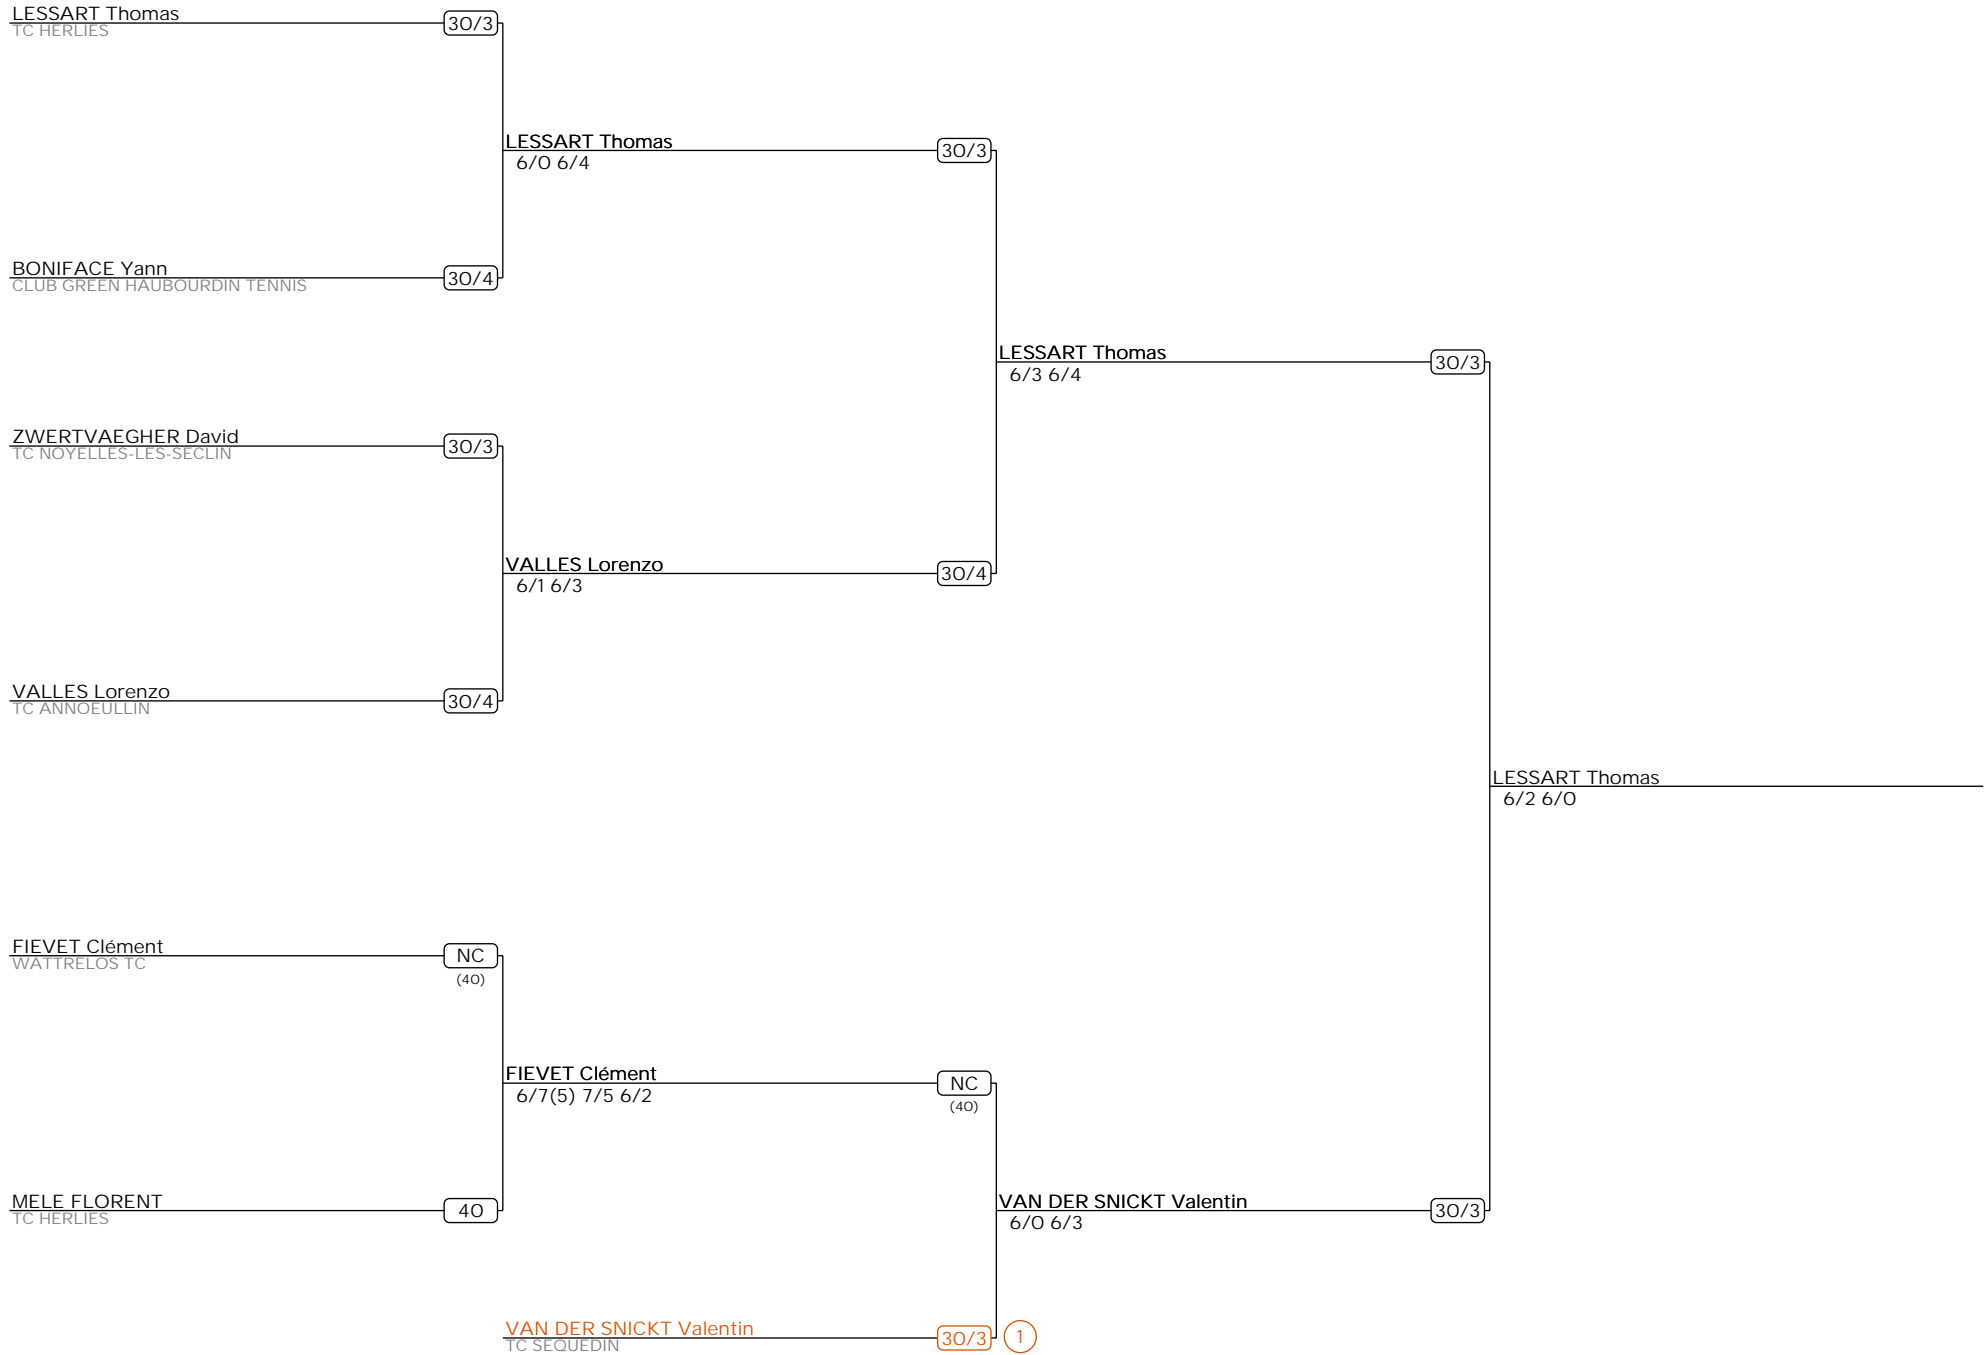 LESSART Thomas
TC HERLIES
30/3
LESSART Thomas
6/0 6/4
30/3
BONIFACE Yann
CLUB GREEN HAUBOURDIN TENNIS
30/4
LESSART Thomas
6/3 6/4
30/3
ZWERTVAEGHER David
TC NOYELLES-LES-SECLIN
30/3
VALLES Lorenzo
6/1 6/3
30/4
VALLES Lorenzo
TC ANNOEULLIN
30/4
LESSART Thomas
6/2 6/0
FIEVET Clément
WATTRELOS TC
NC
(40)
FIEVET Clément
6/7(5) 7/5 6/2
NC
(40)
MELE FLORENT
TC HERLIES
40
VAN DER SNICKT Valentin
6/0 6/3
30/3
VAN DER SNICKT Valentin
TC SEQUEDIN
30/3
1